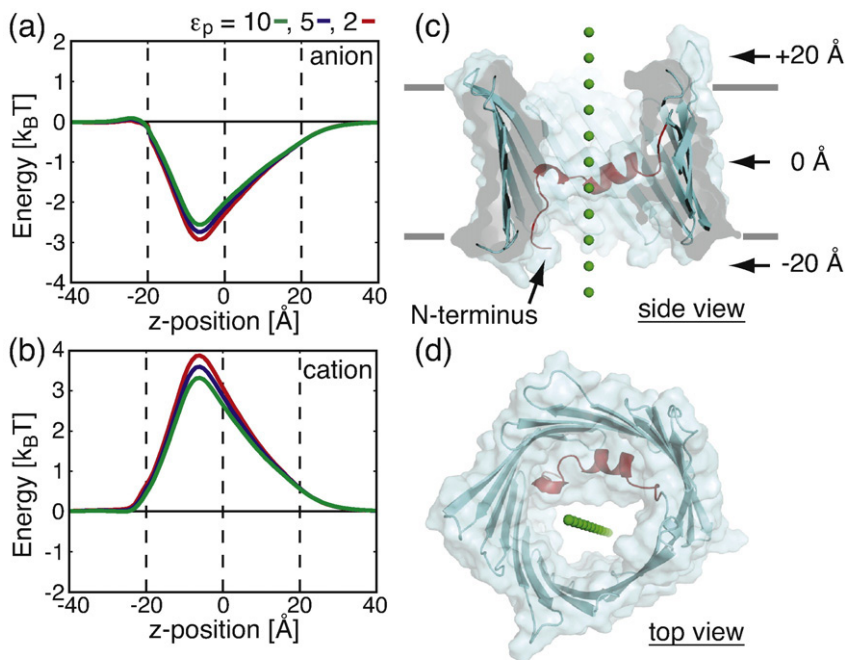 (a)
εp = 10 , 5 , 2
anion
2
1
0
-1
-2
-3
-4
Energy [kBT]
-40 -20 0 20 40
z-position [Å]
(b)
cation
4
3
2
1
0
-1
-2
Energy [kBT]
-40 -20 0 20 40
z-position [Å]
(c)
+20 Å
0 Å
-20 Å
N-terminus
side view
(d)
top view